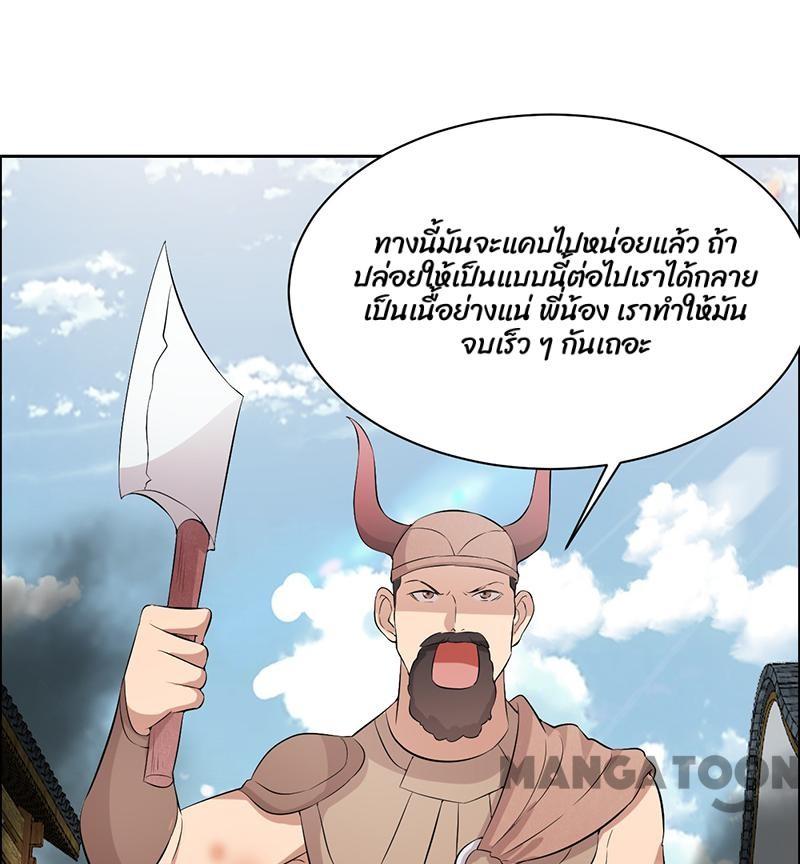 ทางนี้มันจะแคบไปหน่อยแล้ว ถ้า
ปล่อยให้เป็นแบบนี้ต่อไปเราได้กลาย
เป็นเนื้อย่างแน่ พี่น้อง เราทำให้มัน
จบเร็ว ๆ กันเถอะ
MANGATOON